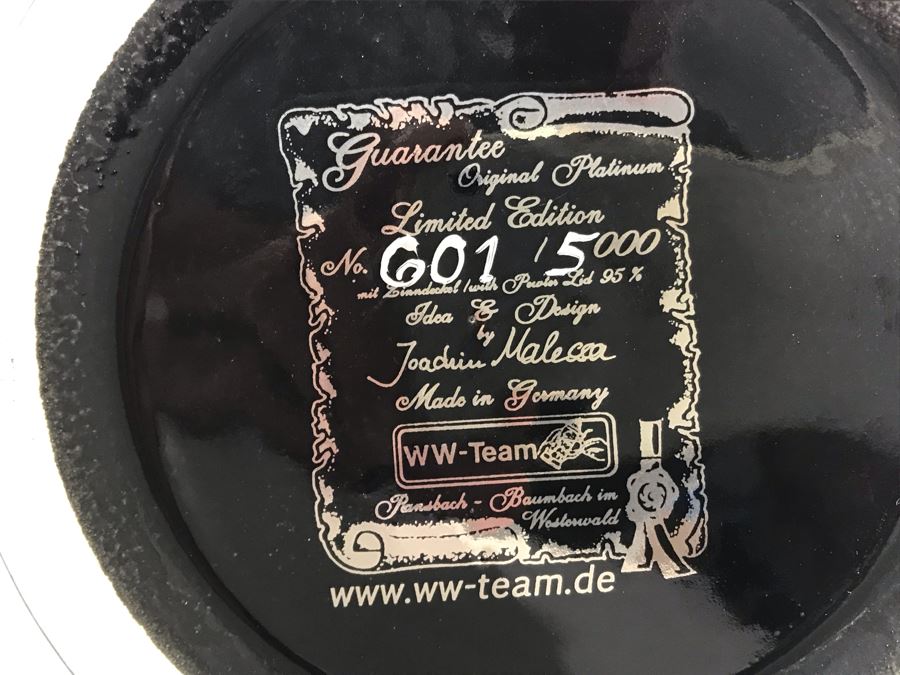 Guarantee
Original Platinum
Limited Edition
No. 601 / 5000
mit Zinndeckel / with Pewter Lid 95 %
Idea & Design
by
Joachim Malecza
Made in Germany
WW-Team
Ransbach - Baumbach im
Westerwald
www.ww-team.de